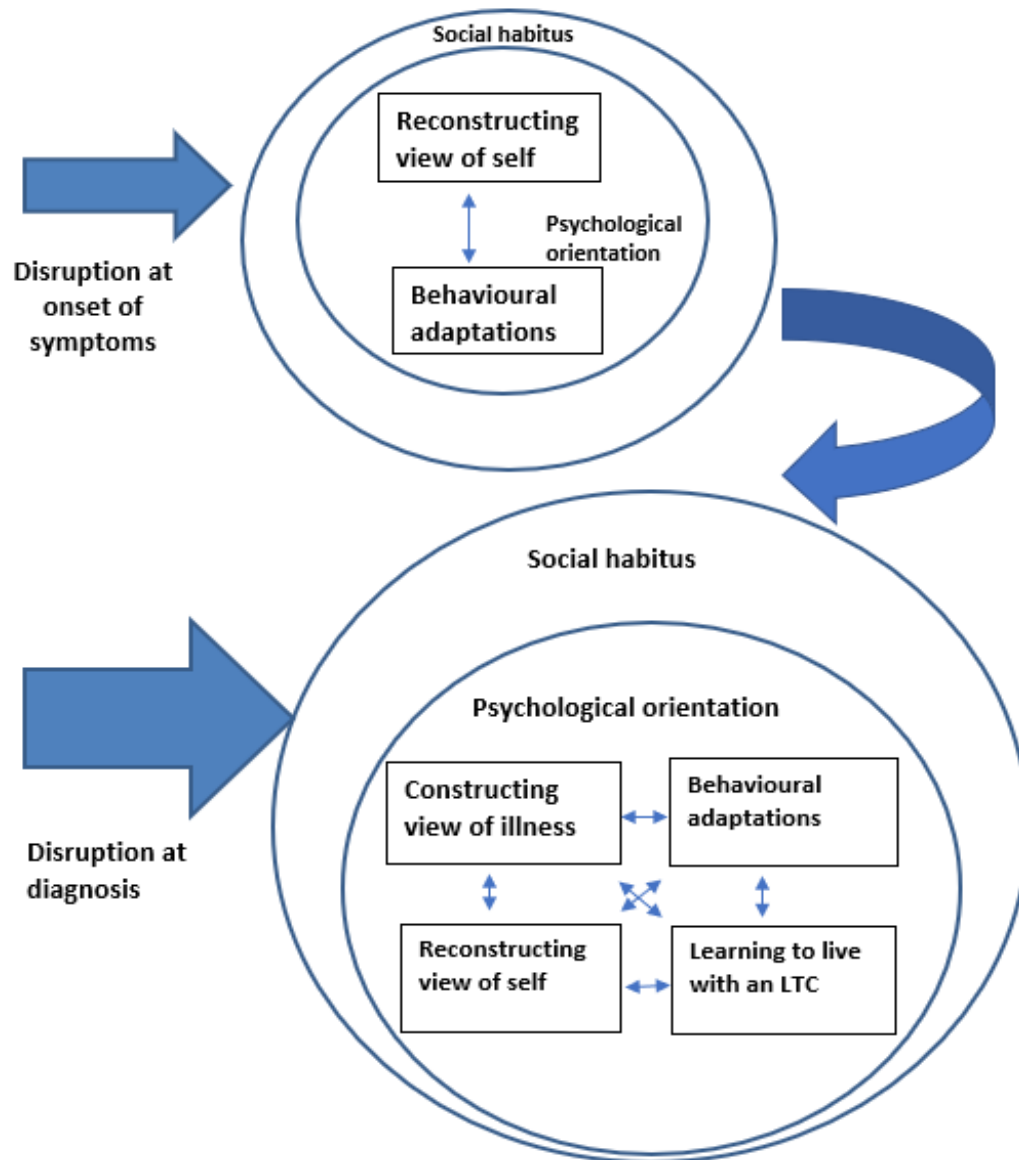 Social habitus
Reconstructing
view of self
Psychological
orientation
Behavioural
adaptations
Disruption at
onset of
symptoms
Social habitus
Psychological orientation
Constructing
view of illness
Behavioural
adaptations
Reconstructing
view of self
Learning to live
with an LTC
Disruption at
diagnosis